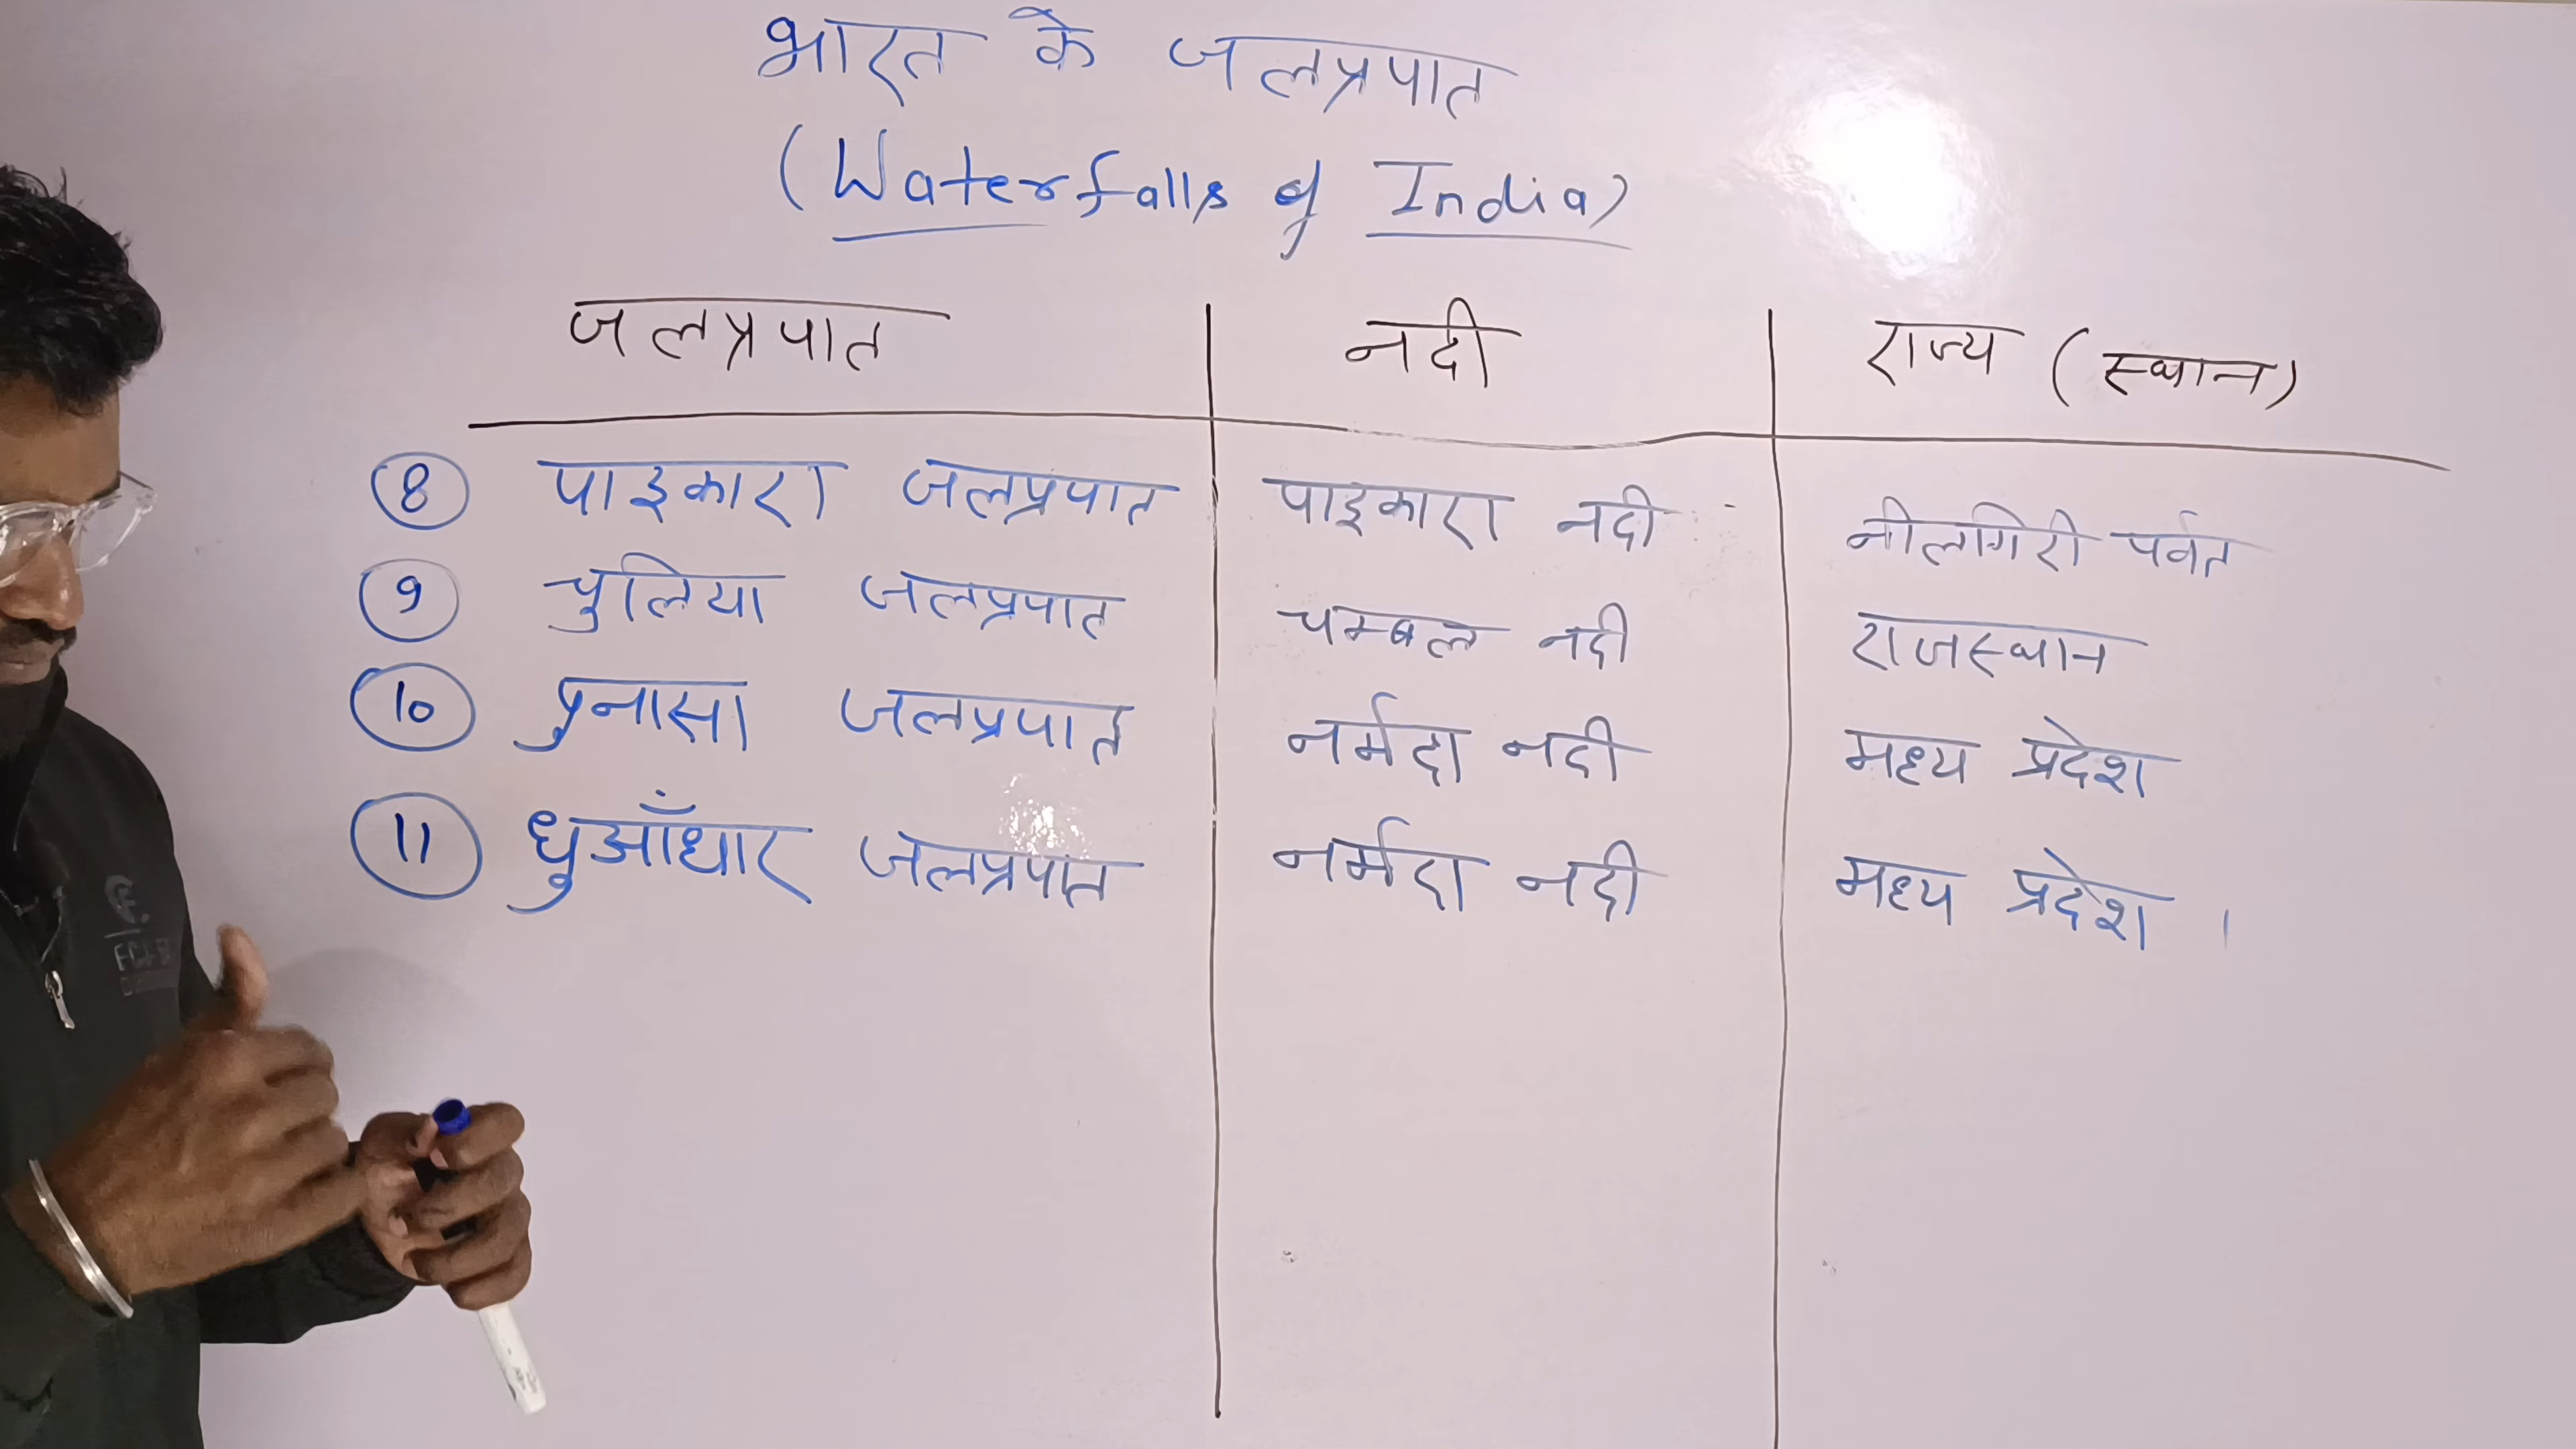 भारत के जलप्रपात
(Waterfalls of India)
जलप्रपात नदी राज्य (स्थान)
8 पाइकारा जलप्रपात पाइकारा नदी नीलगिरी पर्वत
9 चुलिया जलप्रपात चम्बल नदी राजस्थान
10 पुनासा जलप्रपात नर्मदा नदी मध्य प्रदेश
11 धुआँधार जलप्रपात नर्मदा नदी मध्य प्रदेश ।